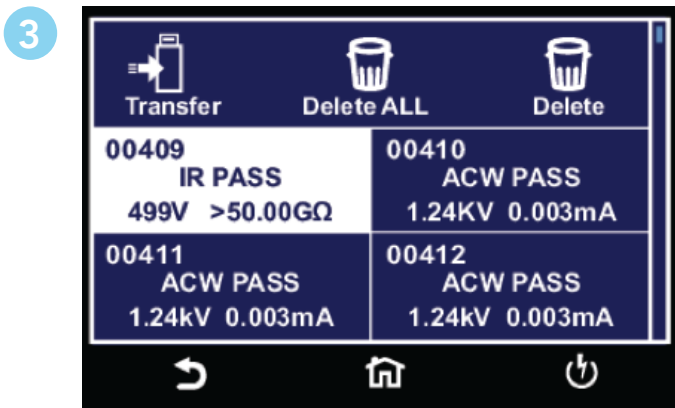 3
Transfer Delete ALL Delete
00409 00410
IR PASS ACW PASS
499V >50.00GΩ 1.24KV 0.003mA
00411 00412
ACW PASS ACW PASS
1.24kV 0.003mA 1.24kV 0.003mA